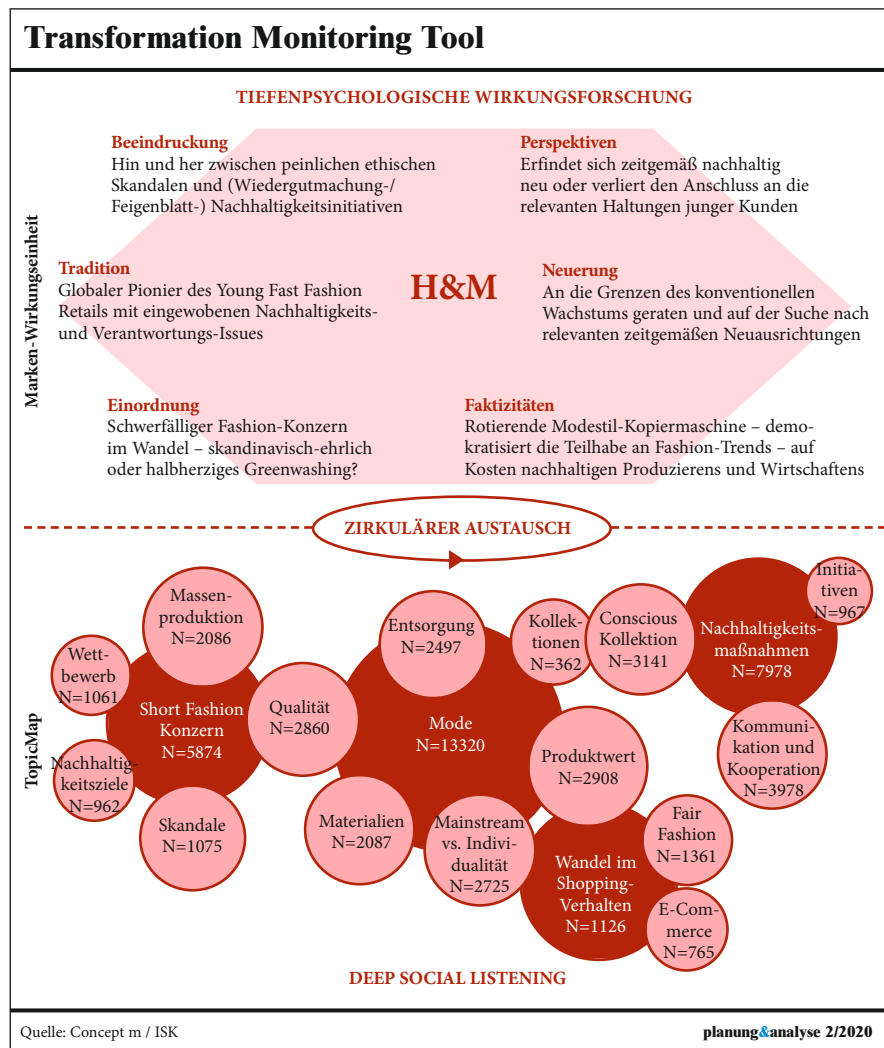 Transformation Monitoring Tool
TIEFENPSYCHOLOGISCHE WIRKUNGSFORSCHUNG
Marken-Wirkungseinheit
Beeindruckung
Hin und her zwischen peinlichen ethischen
Skandalen und (Wiedergutmachung-/
Feigenblatt-) Nachhaltigkeitsinitiativen
Perspektiven
Erfindet sich zeitgemäß nachhaltig
neu oder verliert den Anschluss an die
relevanten Haltungen junger Kunden
Tradition
Globaler Pionier des Young Fast Fashion
Retails mit eingewobenen Nachhaltigkeits-
und Verantwortungs-Issues
H&M
Neuerung
An die Grenzen des konventionellen
Wachstums geraten und auf der Suche nach
relevanten zeitgemäßen Neuausrichtungen
Einordnung
Schwerfälliger Fashion-Konzern
im Wandel – skandinavisch-ehrlich
oder halbherziges Greenwashing?
Faktizitäten
Rotierende Modestil-Kopiermaschine – demo-
kratisiert die Teilhabe an Fashion-Trends – auf
Kosten nachhaltigen Produzierens und Wirtschaftens
ZIRKULÄRER AUSTAUSCH
TopicMap
Massen-
produktion
N=2086
Wett-
bewerb
N=1061
Short Fashion
Konzern
N=5874
Nachhaltig-
keitsziele
N=962
Skandale
N=1075
Qualität
N=2860
Entsorgung
N=2497
Mode
N=13320
Materialien
N=2087
Mainstream
vs. Indivi-
dualität
N=2725
Kollek-
tionen
N=362
Conscious
Kollektion
N=3141
Nachhaltigkeits-
maßnahmen
N=7978
Initia-
tiven
N=967
Kommuni-
kation und
Kooperation
N=3978
Produktwert
N=2908
Wandel im
Shopping-
Verhalten
N=1126
Fair
Fashion
N=1361
E-Com-
merce
N=765
DEEP SOCIAL LISTENING
Quelle: Concept m / ISK
planung&analyse 2/2020